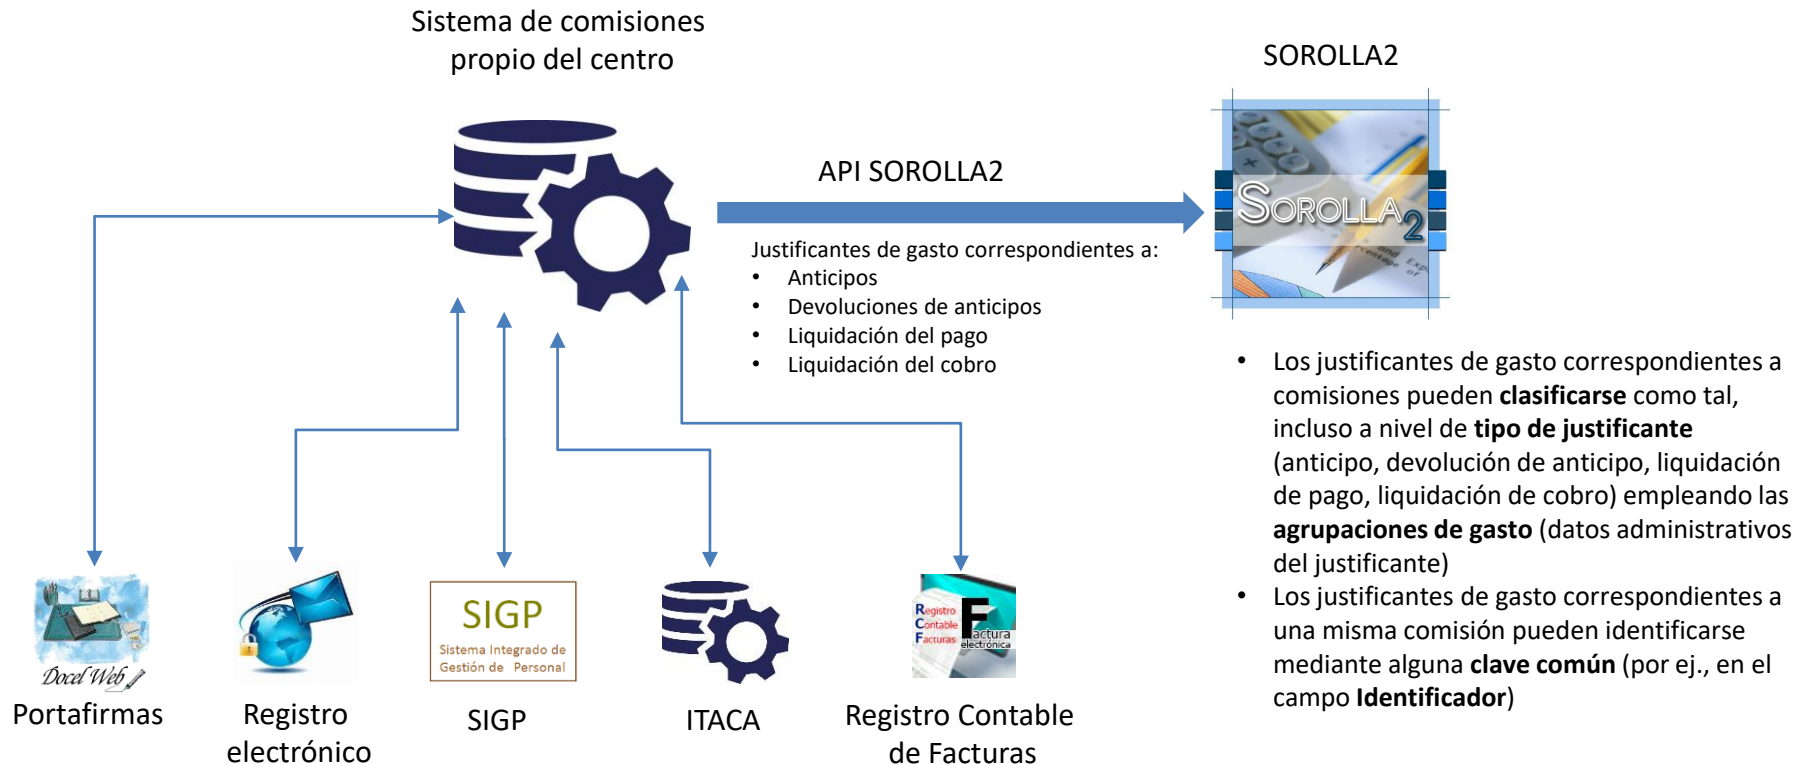 Sistema de comisiones
propio del centro
SOROLLA2
API SOROLLA2
SOROLLA2
Justificantes de gasto correspondientes a:
• Anticipos
• Devoluciones de anticipos
• Liquidación del pago
• Liquidación del cobro
• Los justificantes de gasto correspondientes a
comisiones pueden clasificarse como tal,
incluso a nivel de tipo de justificante
(anticipo, devolución de anticipo, liquidación
de pago, liquidación de cobro) empleando las
agrupaciones de gasto (datos administrativos
del justificante)
• Los justificantes de gasto correspondientes a
una misma comisión pueden identificarse
mediante alguna clave común (por ej., en el
campo Identificador)
Docel Web
Portafirmas
Registro
electrónico
SIGP
Sistema Integrado de
Gestión de Personal
SIGP
ITACA
Registro
Contable
Facturas
Factura
electrónica
Registro Contable
de Facturas